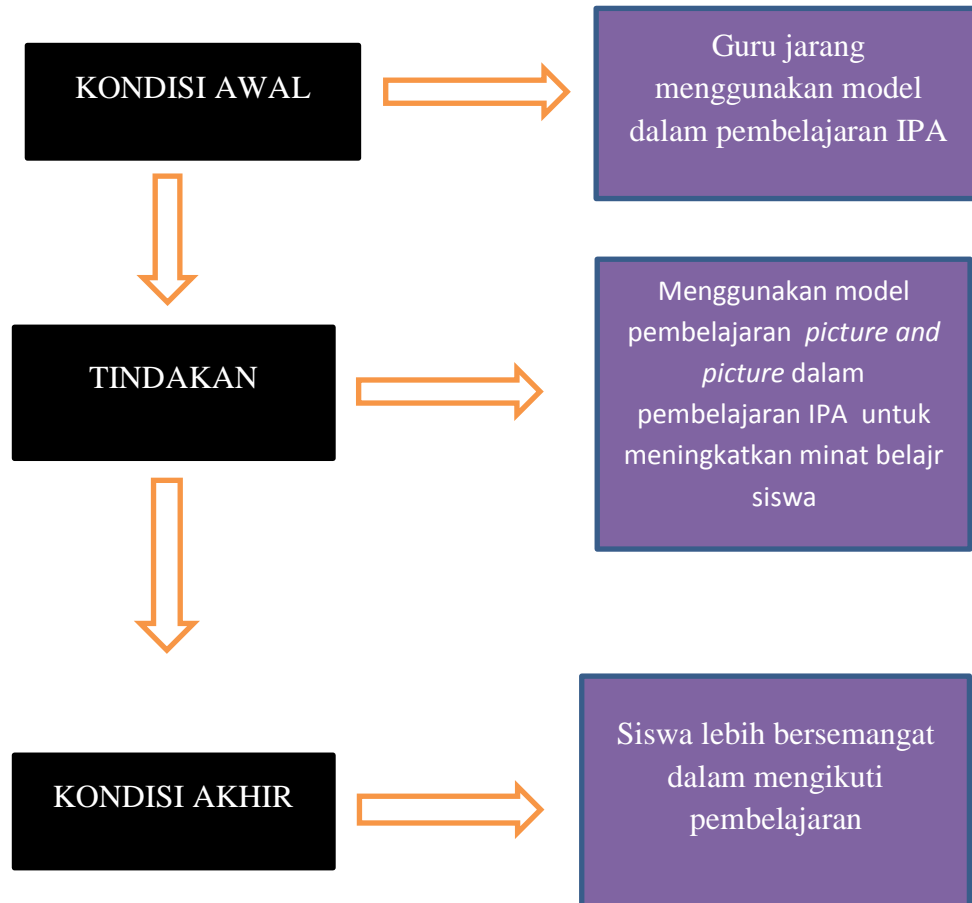 KONDISI AWAL
Guru jarang
menggunakan model
dalam pembelajaran IPA
TINDAKAN
Menggunakan model
pembelajaran picture and
picture dalam
pembelajaran IPA untuk
meningkatkan minat belajr
siswa
KONDISI AKHIR
Siswa lebih bersemangat
dalam mengikuti
pembelajaran